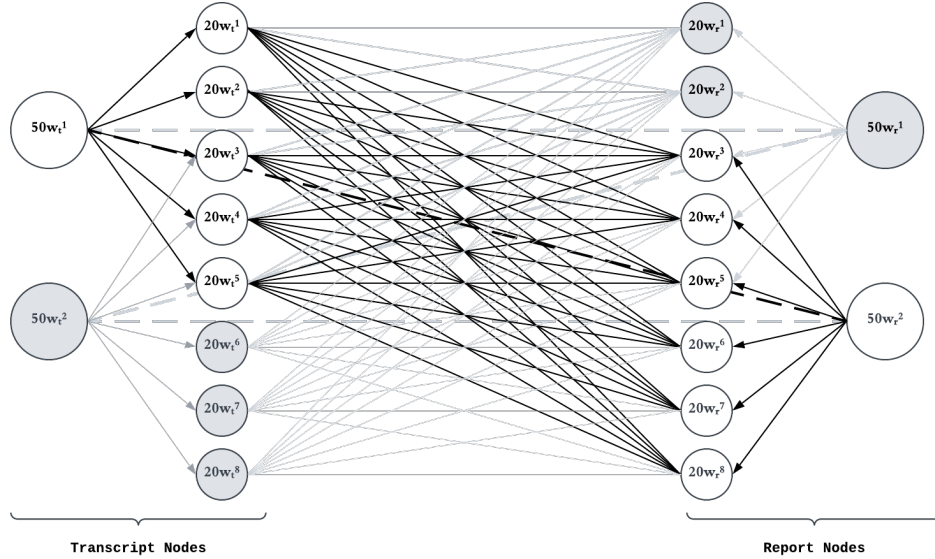 20wt1
20wr1
20wt2
20wr2
50wt1
20wt3
20wr3
50wr1
20wt4
20wr4
20wt5
20wr5
50wt2
20wt6
20wr6
50wr2
20wt7
20wr7
20wt8
20wr8
Transcript Nodes
Report Nodes